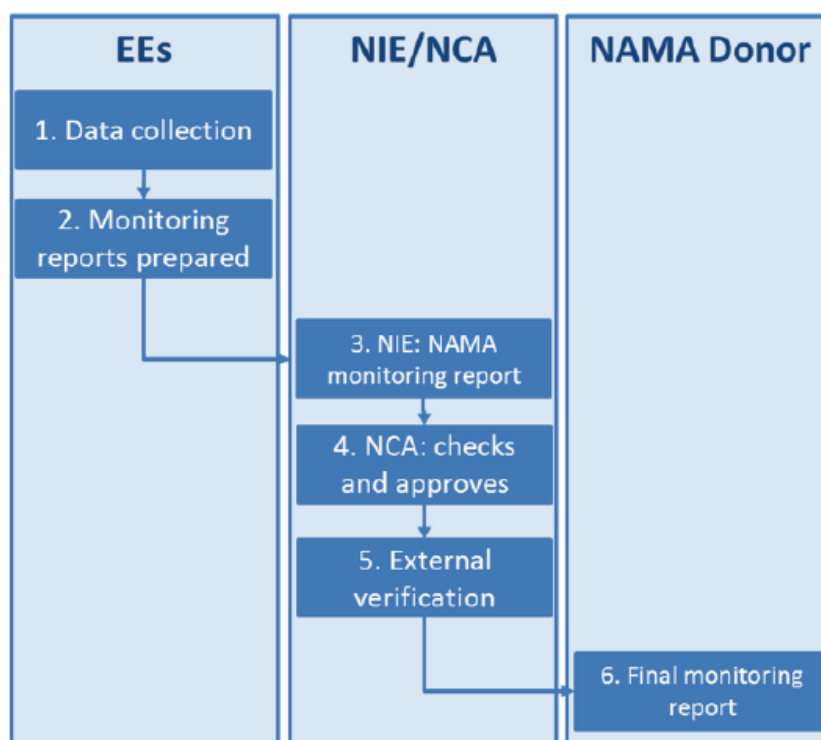 EEs
1. Data collection
2. Monitoring
reports prepared
NIE/NCA
3. NIE: NAMA
monitoring report
4. NCA: checks
and approves
5. External
verification
NAMA Donor
6. Final monitoring
report